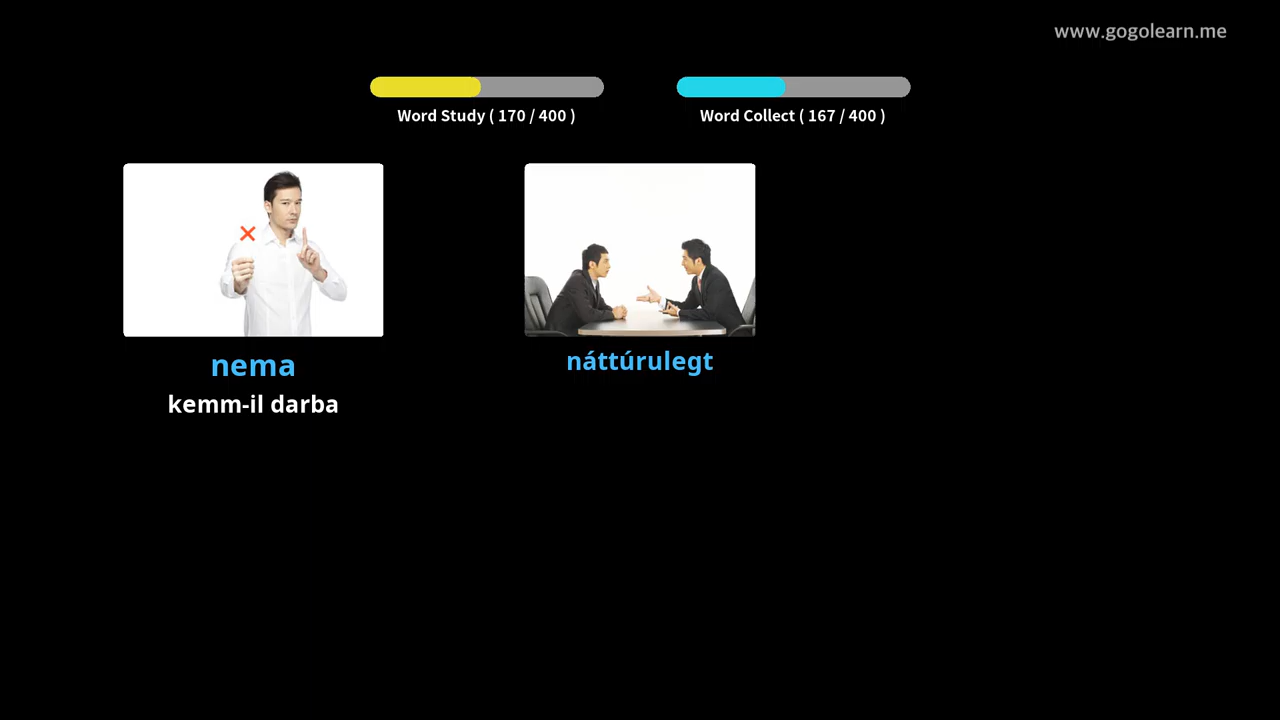 www.gogolearn.me
Word Study ( 170 / 400 )
Word Collect ( 167 / 400 )
nema
kemm-il darba
náttúrulegt